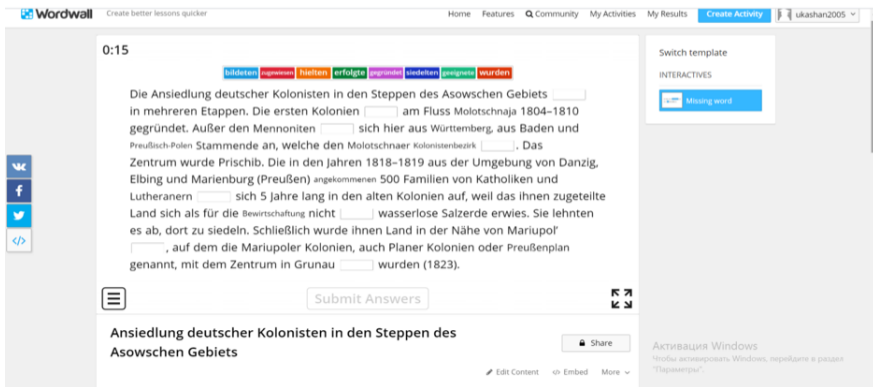 Wordwall Create better lessons quicker Home Features Community My Activities My Results Create Activity ukashan2005
0:15
bildeten zugewiesen hielten erfolgte gegründet siedelten geeignete wurden
Die Ansiedlung deutscher Kolonisten in den Steppen des Asowschen Gebiets
in mehreren Etappen. Die ersten Kolonien am Fluss Molotschnaja 1804–1810
gegründet. Außer den Mennoniten sich hier aus Württemberg, aus Baden und
Preußisch-Polen Stammende an, welche den Molotschnaer Kolonistenbezirk . Das
Zentrum wurde Prischib. Die in den Jahren 1818–1819 aus der Umgebung von Danzig,
Elbing und Marienburg (Preußen) angekommenen 500 Familien von Katholiken und
Lutheranern sich 5 Jahre lang in den alten Kolonien auf, weil das ihnen zugeteilte
Land sich als für die Bewirtschaftung nicht wasserlose Salzerde erwies. Sie lehnten
es ab, dort zu siedeln. Schließlich wurde ihnen Land in der Nähe von Mariupol'
, auf dem die Mariupoler Kolonien, auch Planer Kolonien oder Preußenplan
genannt, mit dem Zentrum in Grunau wurden (1823).
Submit Answers
Ansiedlung deutscher Kolonisten in den Steppen des
Asowschen Gebiets
Share
Edit Content Embed More
Switch template
INTERACTIVES
Missing word
Активация Windows
Чтобы активировать Windows, перейдите в раздел
"Параметры".